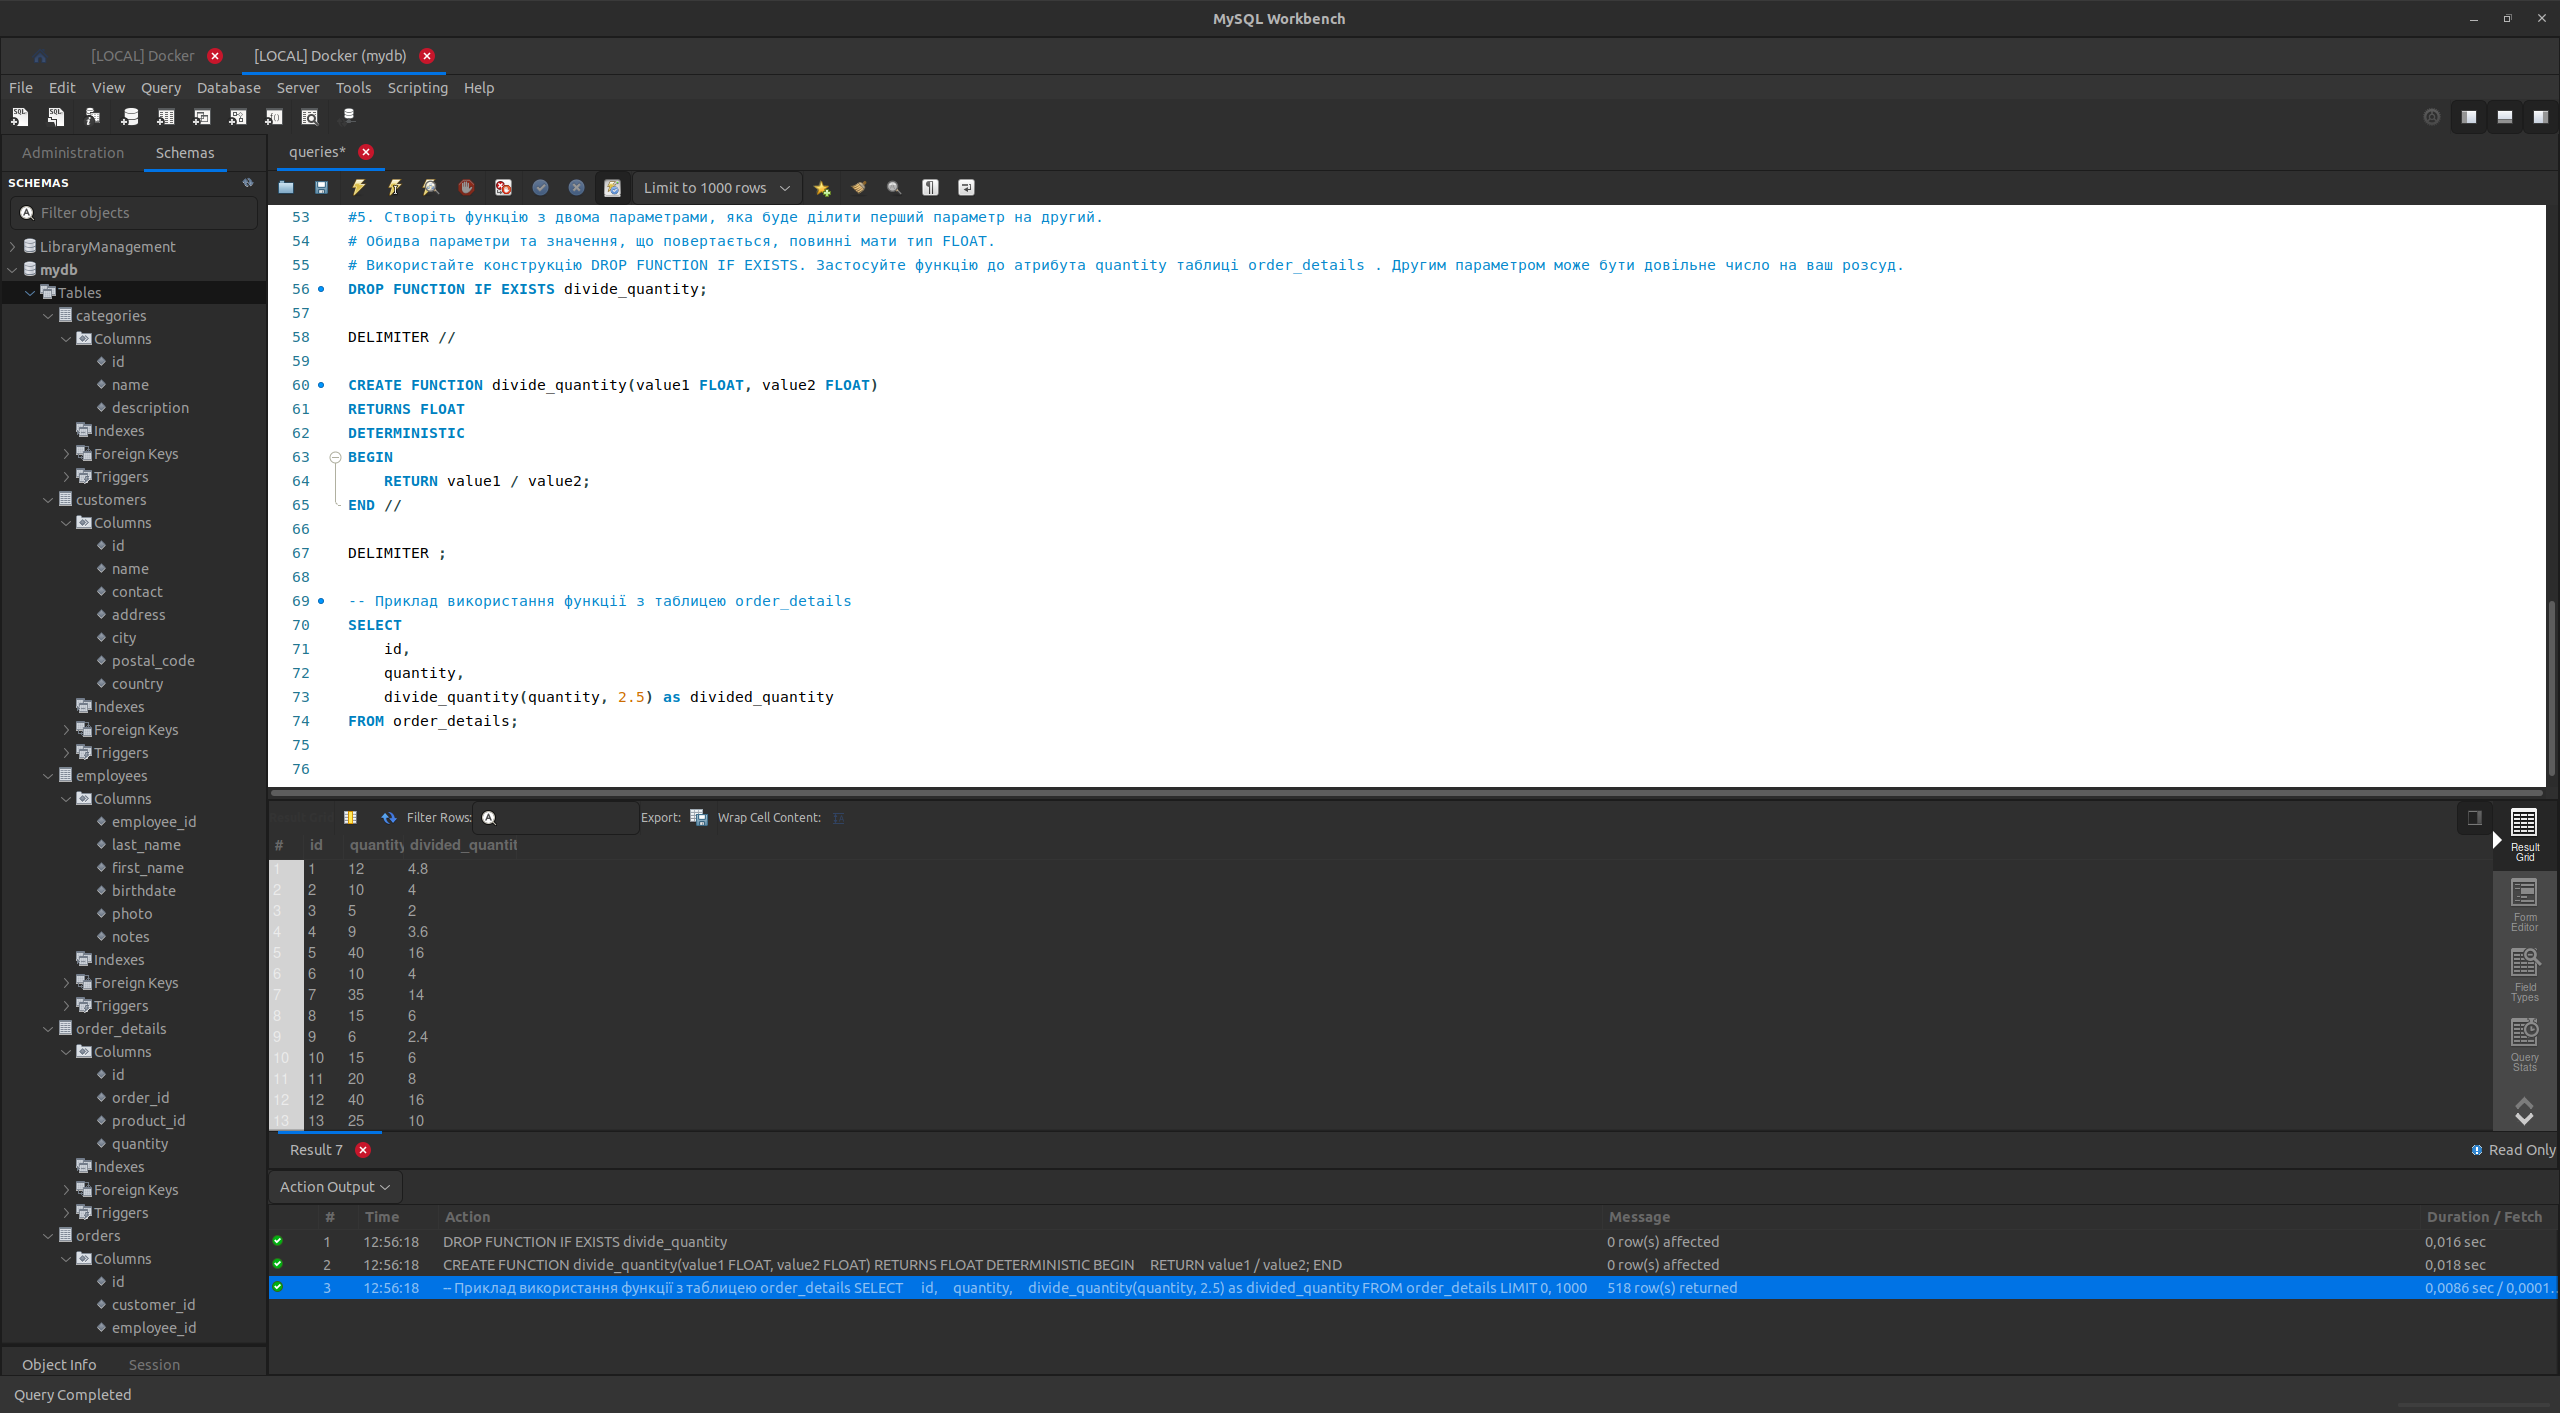 MySQL Workbench
[LOCAL] Docker
[LOCAL] Docker (mydb)
File Edit View Query Database Server Tools Scripting Help
Administration
Schemas
SCHEMAS
Filter objects
LibraryManagement
mydb
Tables
categories
Columns
id
name
description
Indexes
Foreign Keys
Triggers
customers
Columns
id
name
contact
address
city
postal_code
country
Indexes
Foreign Keys
Triggers
employees
Columns
employee_id
last_name
first_name
birthdate
photo
notes
Indexes
Foreign Keys
Triggers
order_details
Columns
id
order_id
product_id
quantity
Indexes
Foreign Keys
Triggers
orders
Columns
id
customer_id
employee_id
Object Info Session
queries*
Limit to 1000 rows
53 #5. Створіть функцію з двома параметрами, яка буде ділити перший параметр на другий.
54 # Обидва параметри та значення, що повертається, повинні мати тип FLOAT.
55 # Використайте конструкцію DROP FUNCTION IF EXISTS. Застосуйте функцію до атрибута quantity таблиці order_details . Другим параметром може бути довільне число на ваш розсуд.
56 DROP FUNCTION IF EXISTS divide_quantity;
57
58 DELIMITER //
59
60 CREATE FUNCTION divide_quantity(value1 FLOAT, value2 FLOAT)
61 RETURNS FLOAT
62 DETERMINISTIC
63 BEGIN
64 RETURN value1 / value2;
65 END //
66
67 DELIMITER ;
68
69 -- Приклад використання функції з таблицею order_details
70 SELECT
71 id,
72 quantity,
73 divide_quantity(quantity, 2.5) as divided_quantity
74 FROM order_details;
75
76
Filter Rows: Export: Wrap Cell Content:
# id quantity divided_quantit
1 1 12 4.8
2 2 10 4
3 3 5 2
4 4 9 3.6
5 5 40 16
6 6 10 4
7 7 35 14
8 8 15 6
9 9 6 2.4
10 10 15 6
11 11 20 8
12 12 40 16
13 13 25 10
Result Grid
Form Editor
Field Types
Query Stats
Result 7
Read Only
Action Output
# Time Action Message Duration / Fetch
1 12:56:18 DROP FUNCTION IF EXISTS divide_quantity 0 row(s) affected 0,016 sec
2 12:56:18 CREATE FUNCTION divide_quantity(value1 FLOAT, value2 FLOAT) RETURNS FLOAT DETERMINISTIC BEGIN RETURN value1 / value2; END 0 row(s) affected 0,018 sec
3 12:56:18 -- Приклад використання функції з таблицею order_details SELECT id, quantity, divide_quantity(quantity, 2.5) as divided_quantity FROM order_details LIMIT 0, 1000 518 row(s) returned 0,0086 sec / 0,0001...
Query Completed